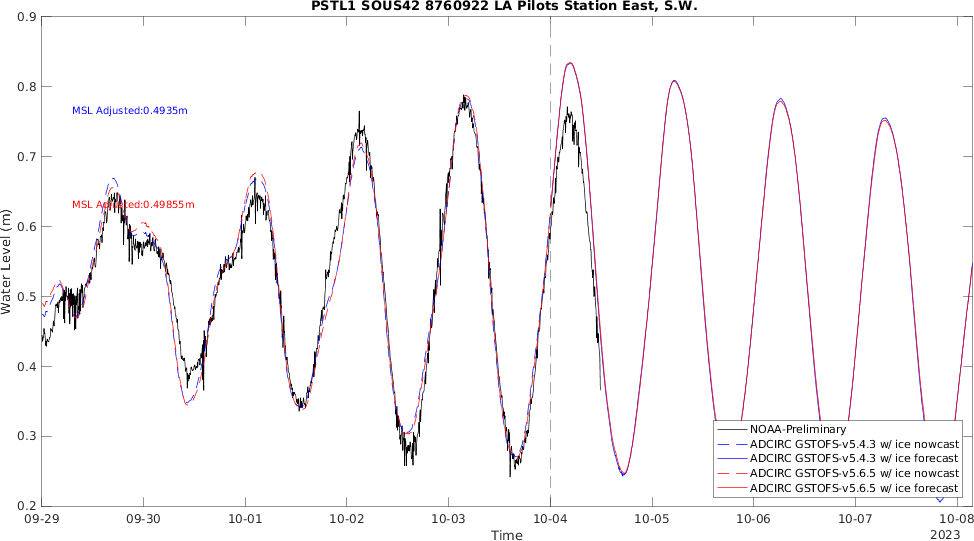 PSTL1 SOUS42 8760922 LA Pilots Station East, S.W.
0.9
0.8
0.7
0.6
0.5
0.4
0.3
0.2
Water Level (m)
MSL Adjusted:0.4935m
MSL Adjusted:0.49855m
NOAA-Preliminary
ADCIRC GSTOFS-v5.4.3 w/ ice nowcast
ADCIRC GSTOFS-v5.4.3 w/ ice forecast
ADCIRC GSTOFS-v5.6.5 w/ ice nowcast
ADCIRC GSTOFS-v5.6.5 w/ ice forecast
09-29 09-30 10-01 10-02 10-03 10-04 10-05 10-06 10-07 10-08
Time 2023